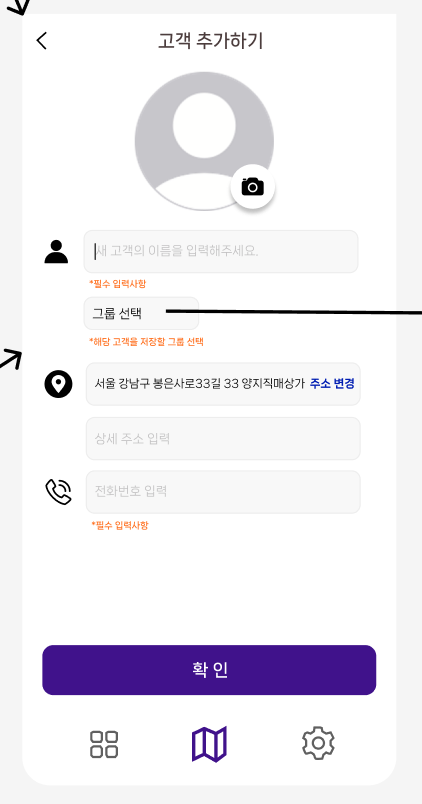 고객 추가하기
새 고객의 이름을 입력해주세요.
*필수 입력사항
그룹 선택
*해당 고객을 저장할 그룹 선택
서울 강남구 봉은사로33길 33 양지직매상가 주소 변경
상세 주소 입력
전화번호 입력
*필수 입력사항
확 인